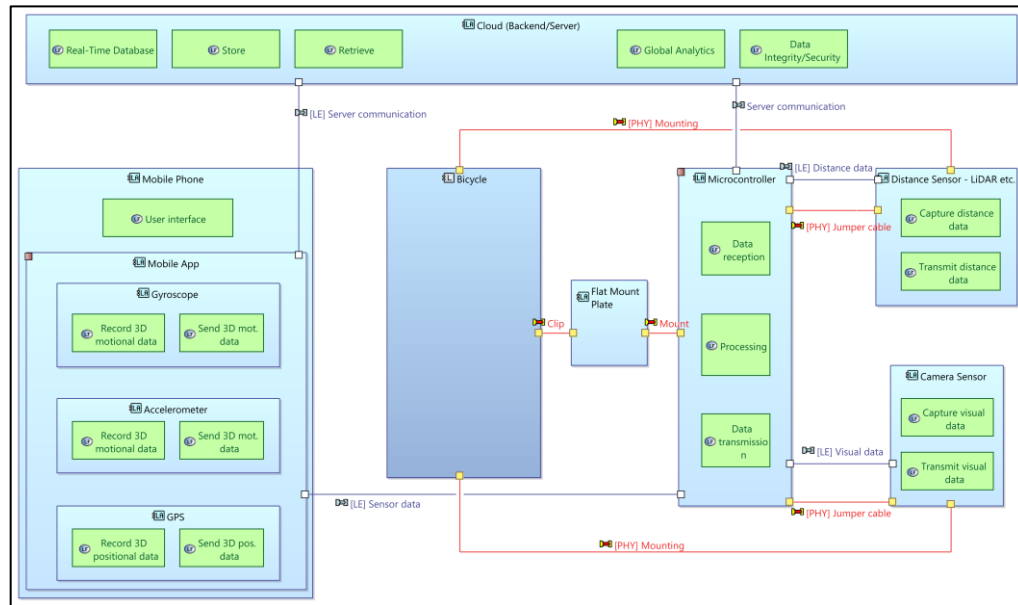 Cloud (Backend/Server)
Real-Time Database
Store
Retrieve
Global Analytics
Data
Integrity/Security
[LE] Server communication
Server communication
[PHY] Mounting
Mobile Phone
User interface
Mobile App
Gyroscope
Record 3D
motional data
Send 3D mot.
data
Accelerometer
Record 3D
motional data
Send 3D mot.
data
GPS
Record 3D
positional data
Send 3D pos.
data
Bicycle
Clip
Flat Mount
Plate
Mount
Microcontroller
Data
reception
Processing
Data
transmissio
n
[LE] Distance data
[PHY] Jumper cable
Distance Sensor - LiDAR etc.
Capture distance
data
Transmit distance
data
Camera Sensor
Capture visual
data
Transmit visual
data
[LE] Visual data
[PHY] Jumper cable
[LE] Sensor data
[PHY] Mounting